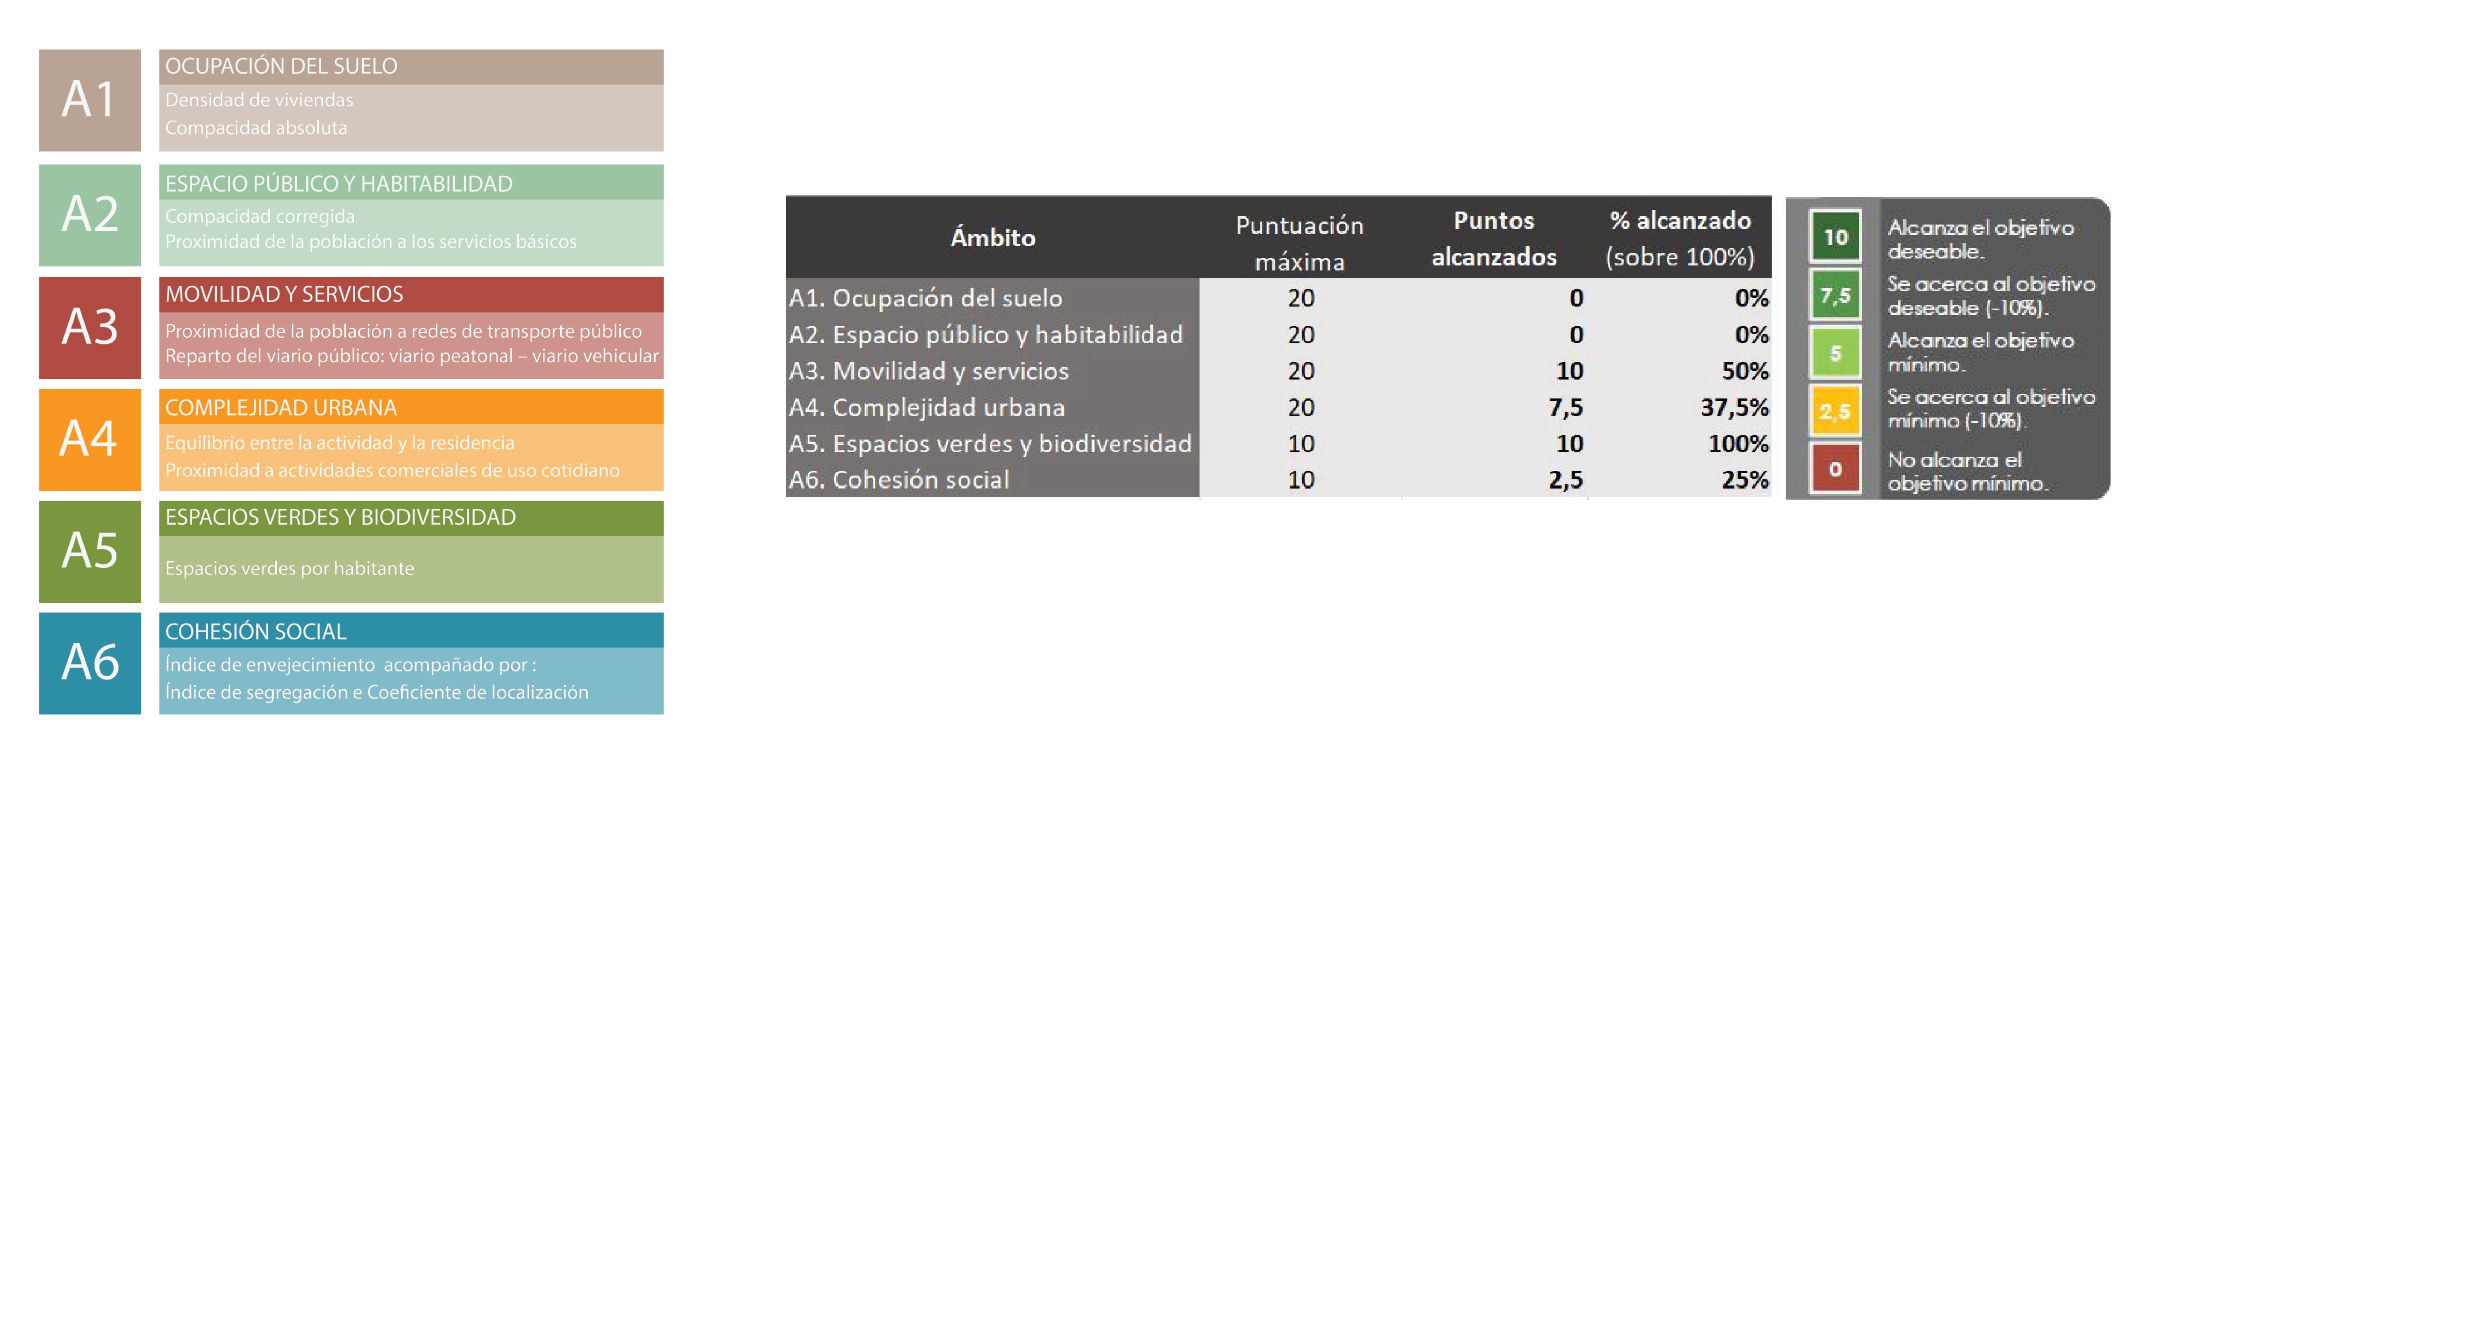 A1
OCUPACIÓN DEL SUELO
Densidad de viviendas
Compacidad absoluta
A2
ESPACIO PÚBLICO Y HABITABILIDAD
Compacidad corregida
Proximidad de la población a los servicios básicos
A3
MOVILIDAD Y SERVICIOS
Proximidad de la población a redes de transporte público
Reparto del viario público: viario peatonal – viario vehicular
A4
COMPLEJIDAD URBANA
Equilibrio entre la actividad y la residencia
Proximidad a actividades comerciales de uso cotidiano
A5
ESPACIOS VERDES Y BIODIVERSIDAD
Espacios verdes por habitante
A6
COHESIÓN SOCIAL
Índice de envejecimiento acompañado por :
Índice de segregación e Coeficiente de localización
Ámbito
Puntuación
máxima
Puntos
alcanzados
% alcanzado
(sobre 100%)
A1. Ocupación del suelo 20 0 0%
A2. Espacio público y habitabilidad 20 0 0%
A3. Movilidad y servicios 20 10 50%
A4. Complejidad urbana 20 7,5 37,5%
A5. Espacios verdes y biodiversidad 10 10 100%
A6. Cohesión social 10 2,5 25%
10
Alcanza el objetivo
deseable.
7,5
Se acerca al objetivo
deseable (-10%).
5
Alcanza el objetivo
mínimo.
2,5
Se acerca al objetivo
mínimo (-10%).
0
No alcanza el
objetivo mínimo.